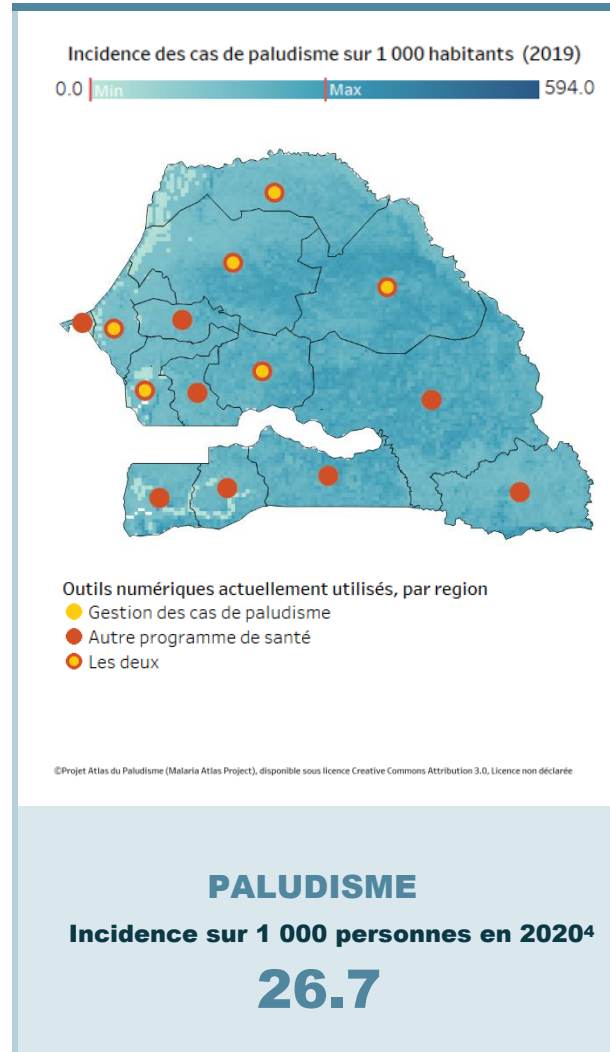 Incidence des cas de paludisme sur 1 000 habitants (2019)
0.0 Min Max 594.0
Outils numériques actuellement utilisés, par region
Gestion des cas de paludisme
Autre programme de santé
Les deux
©Projet Atlas du Paludisme (Malaria Atlas Project), disponible sous licence Creative Commons Attribution 3.0, Licence non déclarée
PALUDISME
Incidence sur 1 000 personnes en 2020⁴
26.7